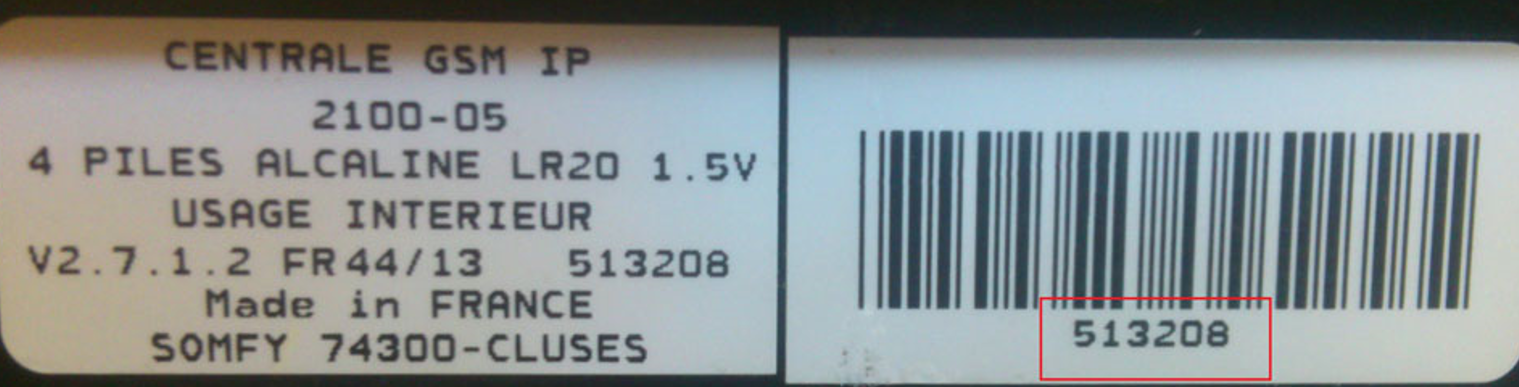 CENTRALE GSM IP
2100-05
4 PILES ALCALINE LR20 1.5V
USAGE INTERIEUR
V2.7.1.2 FR44/13 513208
Made in FRANCE
SOMFY 74300-CLUSES
513208